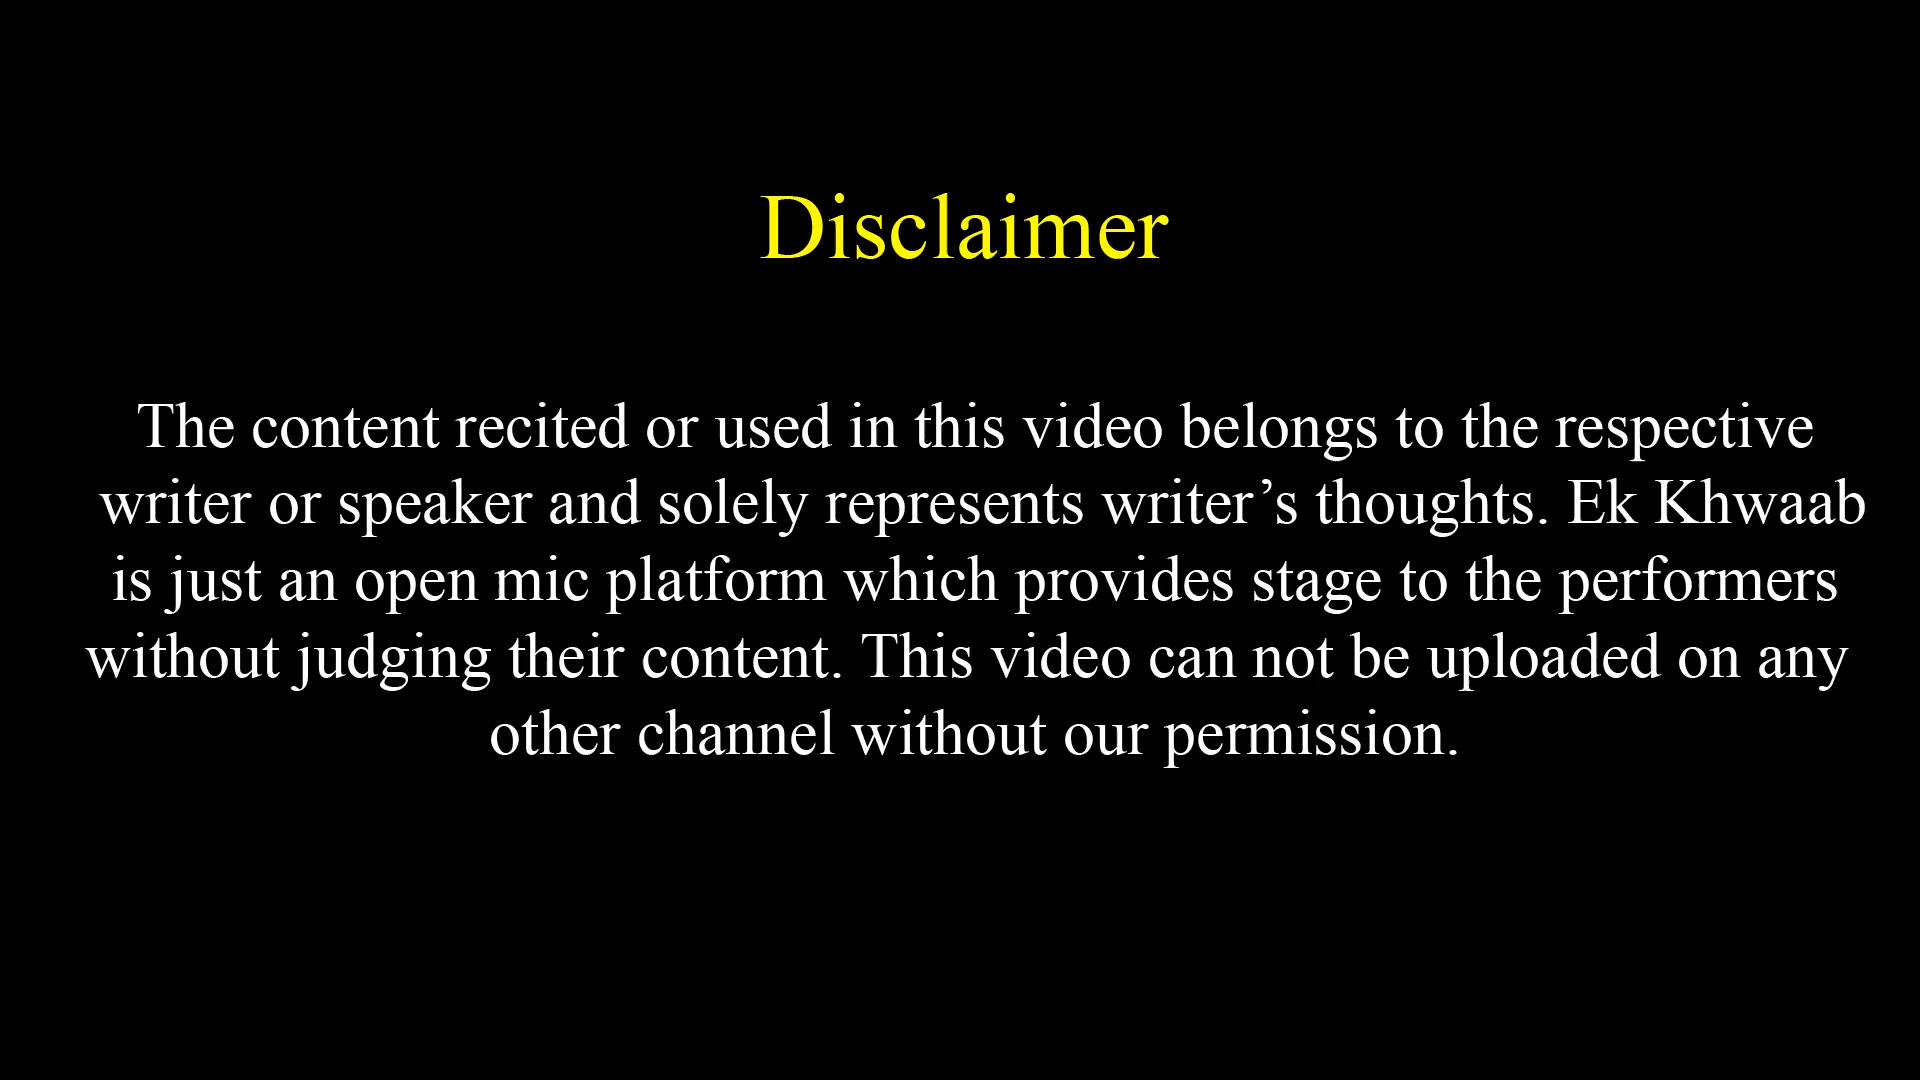 Disclaimer
The content recited or used in this video belongs to the respective
writer or speaker and solely represents writer’s thoughts. Ek Khwaab
is just an open mic platform which provides stage to the performers
without judging their content. This video can not be uploaded on any
other channel without our permission.